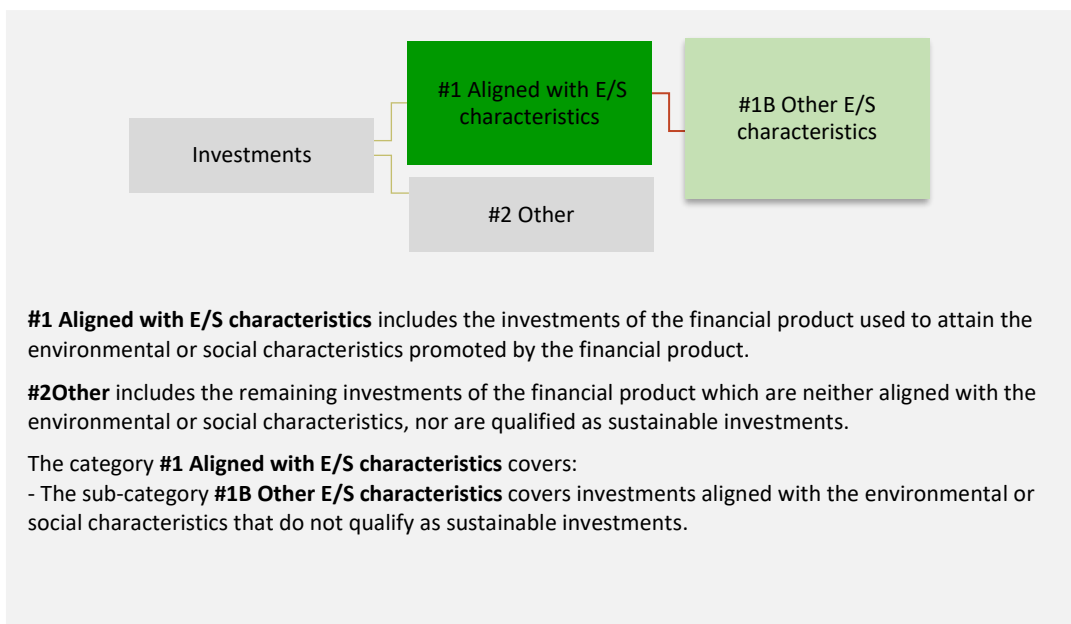 #1 Aligned with E/S
characteristics
#1B Other E/S
characteristics
Investments
#2 Other
#1 Aligned with E/S characteristics includes the investments of the financial product used to attain the
environmental or social characteristics promoted by the financial product.
#2Other includes the remaining investments of the financial product which are neither aligned with the
environmental or social characteristics, nor are qualified as sustainable investments.
The category #1 Aligned with E/S characteristics covers:
- The sub-category #1B Other E/S characteristics covers investments aligned with the environmental or
social characteristics that do not qualify as sustainable investments.